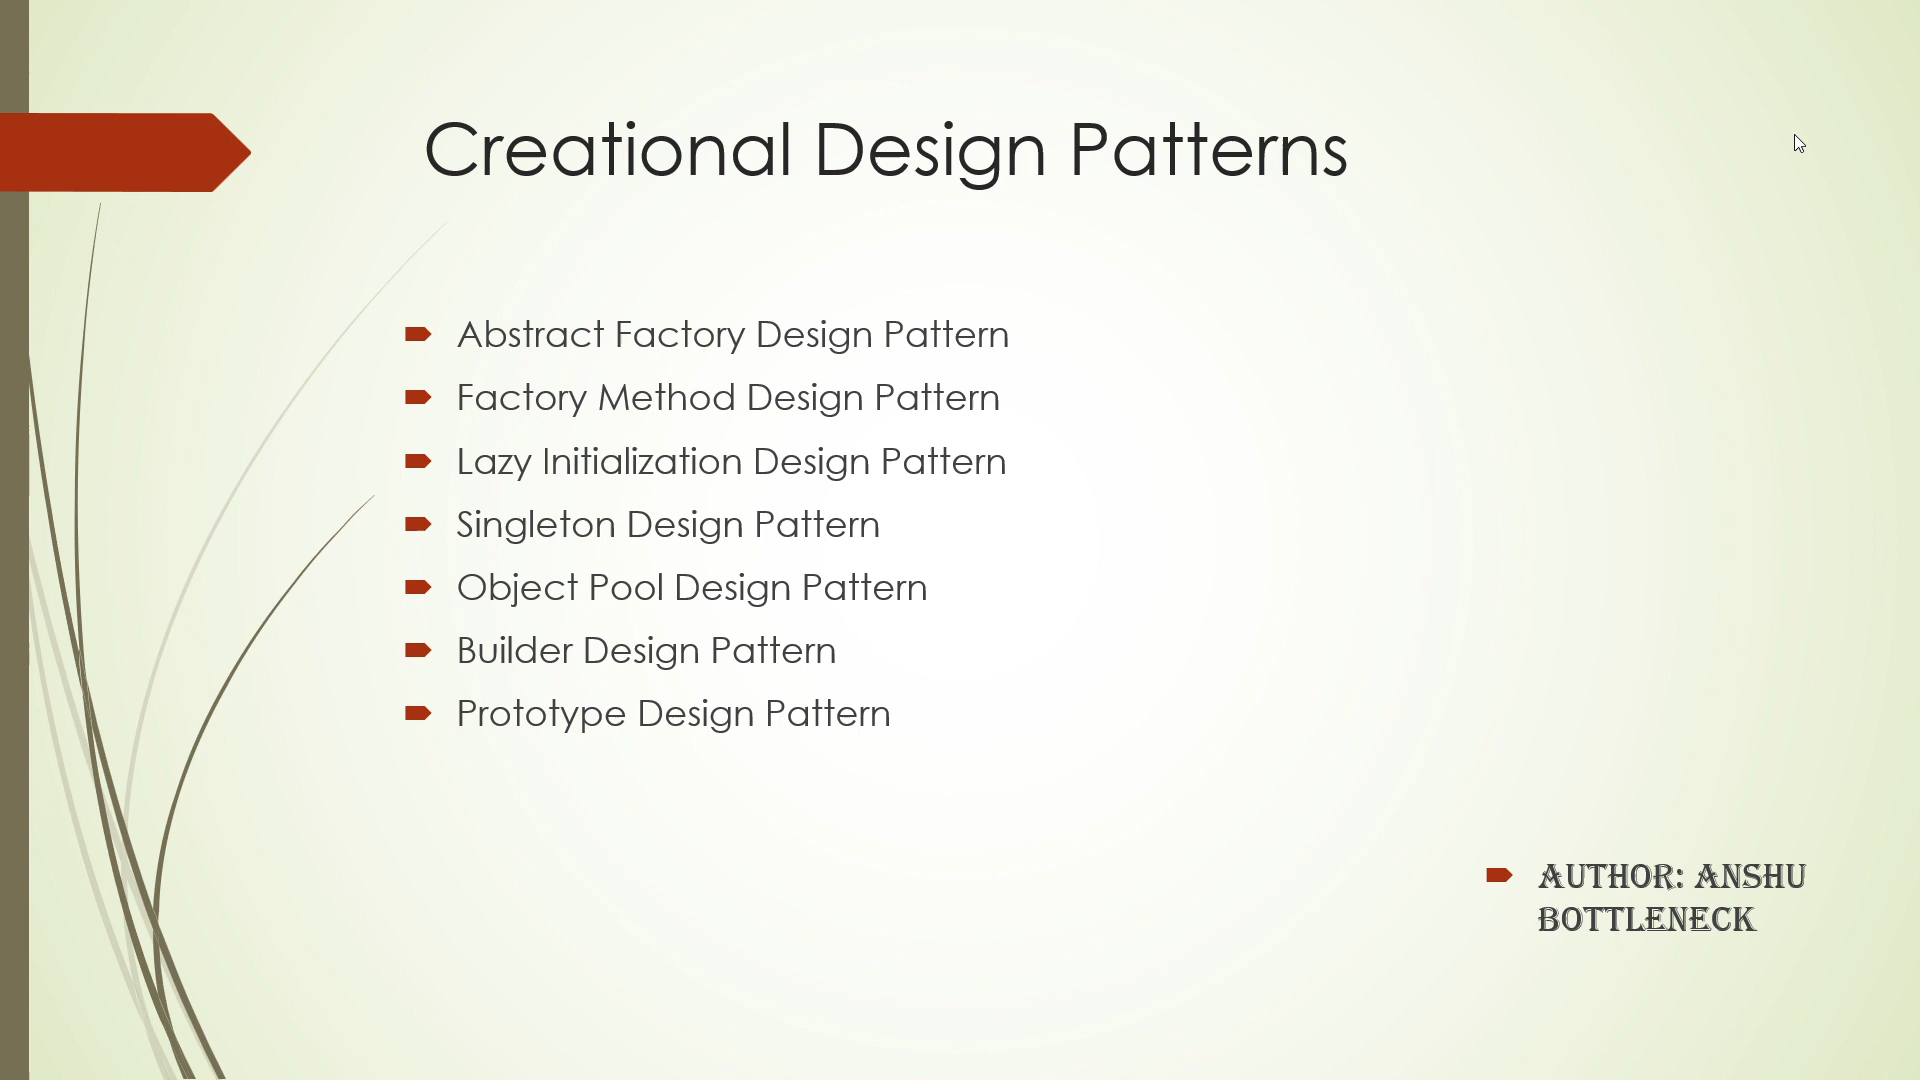 Creational Design Patterns
Abstract Factory Design Pattern
Factory Method Design Pattern
Lazy Initialization Design Pattern
Singleton Design Pattern
Object Pool Design Pattern
Builder Design Pattern
Prototype Design Pattern
AUTHOR: ANSHU
BOTTLENECK